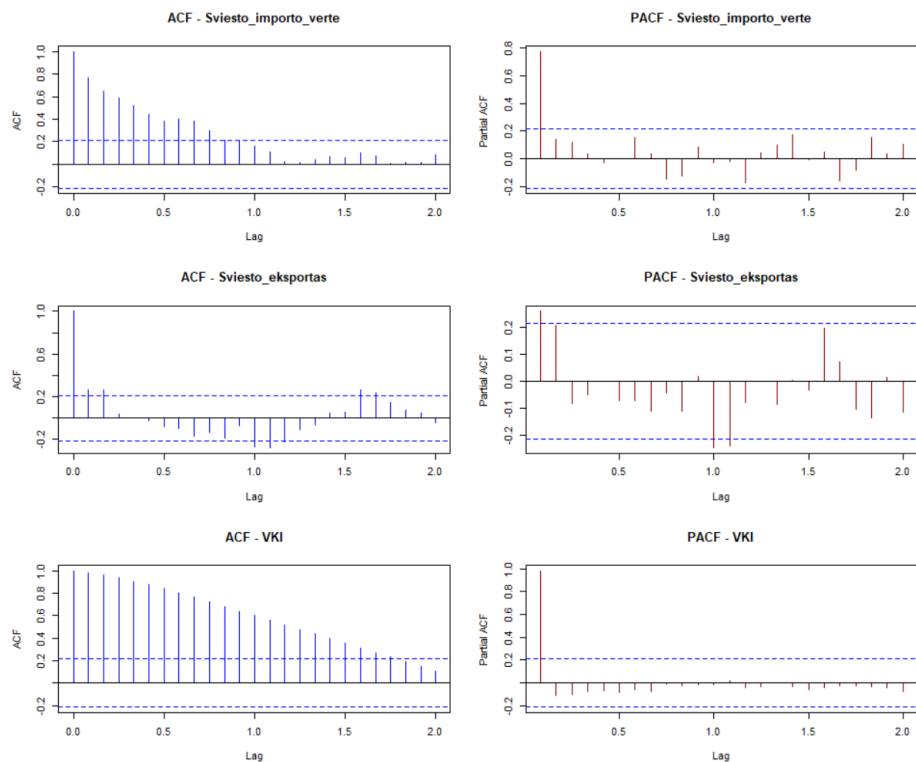 ACF - Sviesto_importo_verte
ACF
-0.2 0.2 0.4 0.6 0.8 1.0
0.0 0.5 1.0 1.5 2.0
Lag
PACF - Sviesto_importo_verte
Partial ACF
-0.2 0.0 0.2 0.4 0.6 0.8
0.5 1.0 1.5 2.0
Lag
ACF - Sviesto_eksportas
ACF
-0.2 0.2 0.6 1.0
0.0 0.5 1.0 1.5 2.0
Lag
PACF - Sviesto_eksportas
Partial ACF
-0.2 -0.1 0.0 0.1 0.2
0.5 1.0 1.5 2.0
Lag
ACF - VKI
ACF
-0.2 0.2 0.4 0.6 0.8 1.0
0.0 0.5 1.0 1.5 2.0
Lag
PACF - VKI
Partial ACF
-0.2 0.2 0.4 0.6 0.8 1.0
0.5 1.0 1.5 2.0
Lag